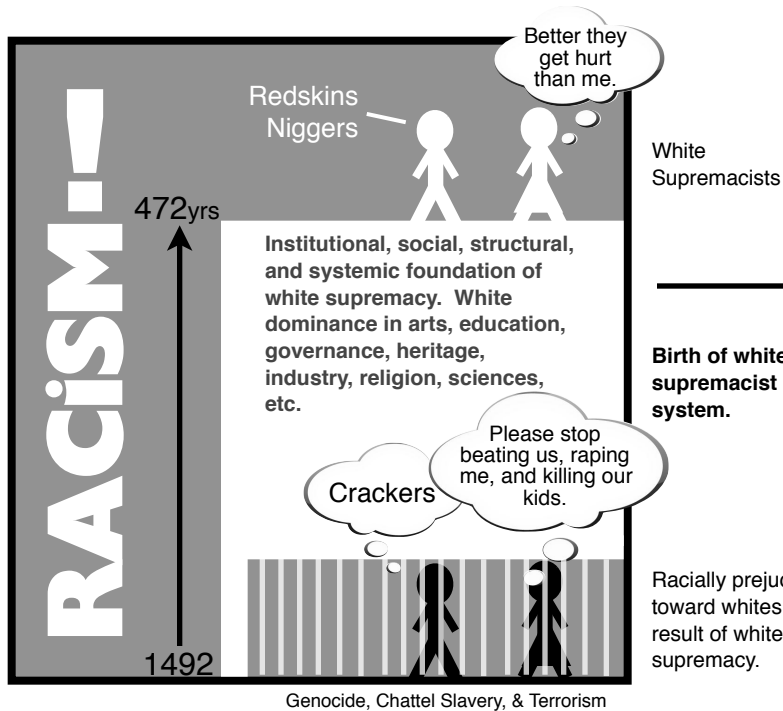 RACiSM!
Better they
get hurt
than me.
Redskins
Niggers
White
Supremacists
472yrs
Institutional, social, structural,
and systemic foundation of
white supremacy. White
dominance in arts, education,
governance, heritage,
industry, religion, sciences,
etc.
Birth of white
supremacist
system.
Please stop
beating us, raping
me, and killing our
kids.
Crackers
Racially prejud
toward whites
result of white
supremacy.
1492
Genocide, Chattel Slavery, & Terrorism